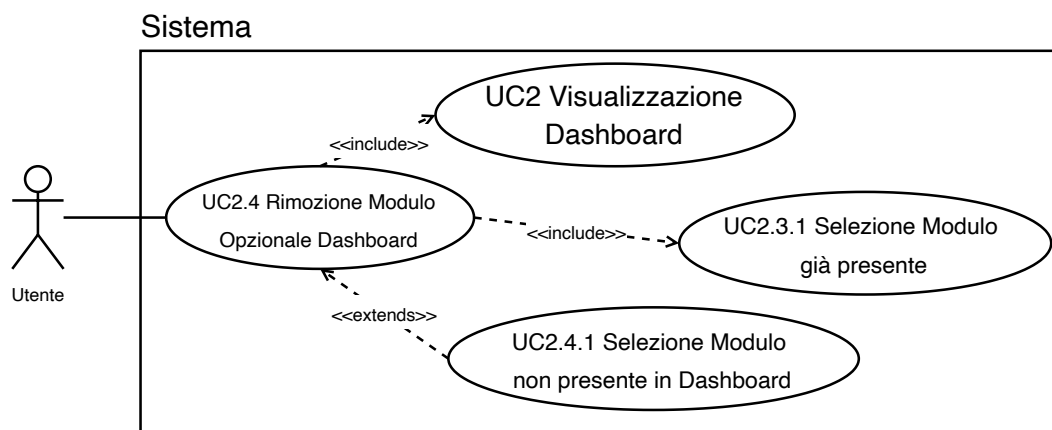 Sistema
UC2 Visualizzazione
Dashboard
<<include>>
UC2.4 Rimozione Modulo
Opzionale Dashboard
<<include>>
UC2.3.1 Selezione Modulo
già presente
Utente
<<extends>>
UC2.4.1 Selezione Modulo
non presente in Dashboard